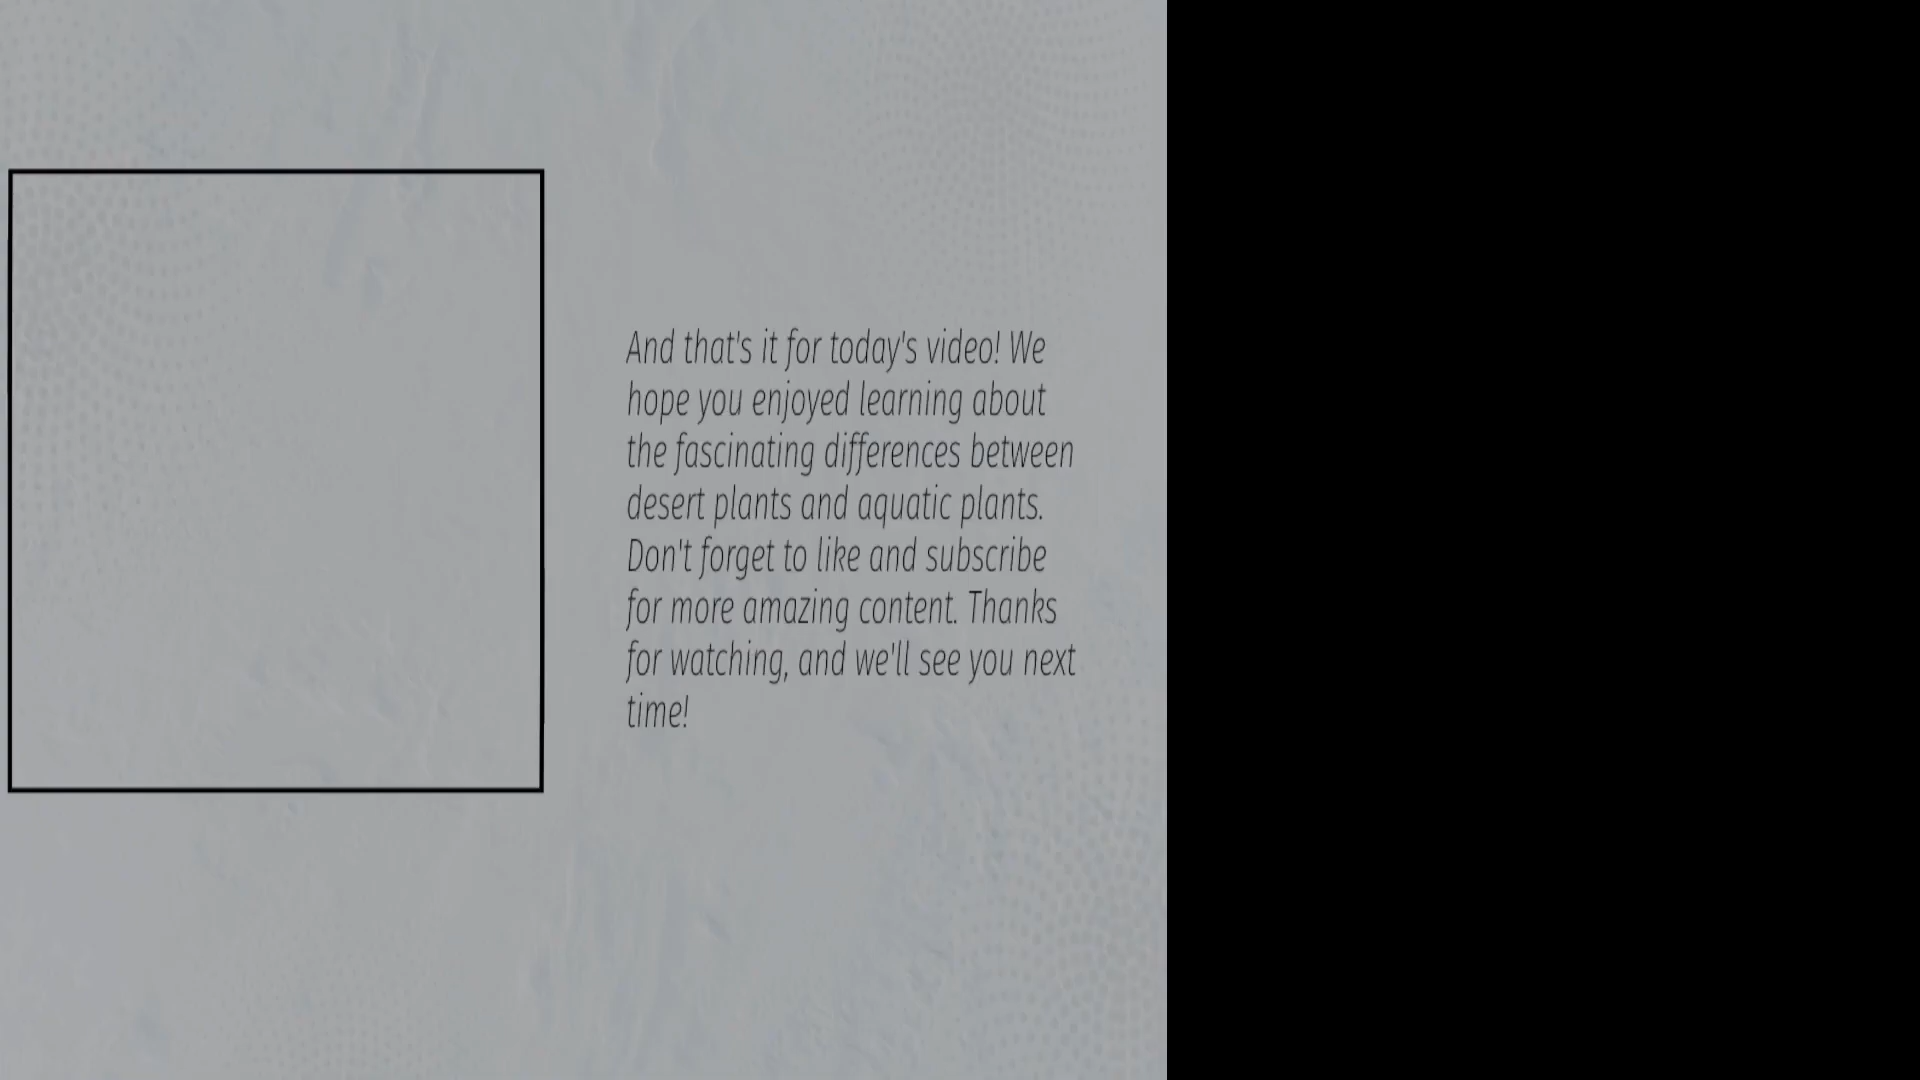 And that's it for today's video! We
hope you enjoyed learning about
the fascinating differences between
desert plants and aquatic plants.
Don't forget to like and subscribe
for more amazing content. Thanks
for watching, and we'll see you next
time!